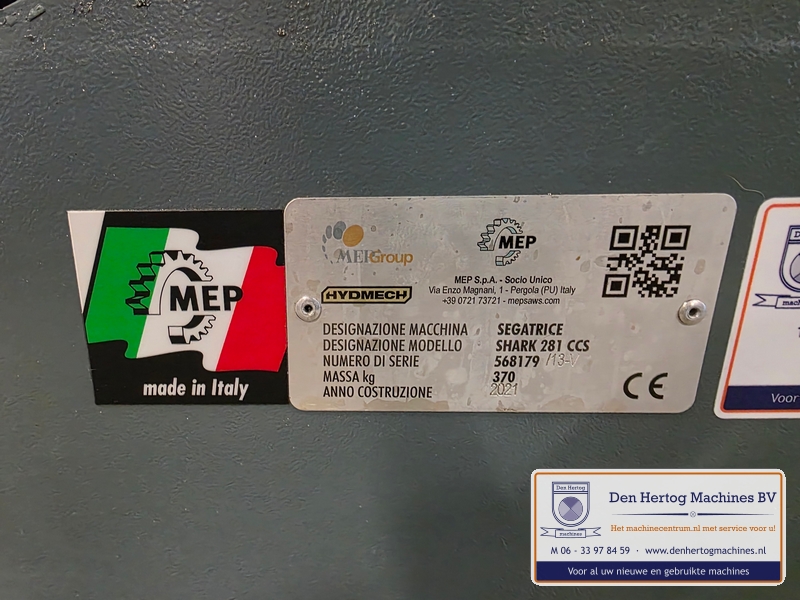 MEP
made in Italy
MEPGroup
HYDMECH
MEP
MEP S.p.A. - Socio Unico
Via Enzo Magnani, 1 - Pergola (PU) Italy
+39 0721 73721 - mepsaws.com
DESIGNAZIONE MACCHINA SEGATRICE
DESIGNAZIONE MODELLO SHARK 281 CCS
NUMERO DI SERIE 568179 /13-V
MASSA kg 370
ANNO COSTRUZIONE 2021
CE
Voor
Den Hertog
machines
Den Hertog Machines BV
Het machinecentrum.nl met service voor u!
M 06 - 33 97 84 59 · www.denhertogmachines.nl
Voor al uw nieuwe en gebruikte machines